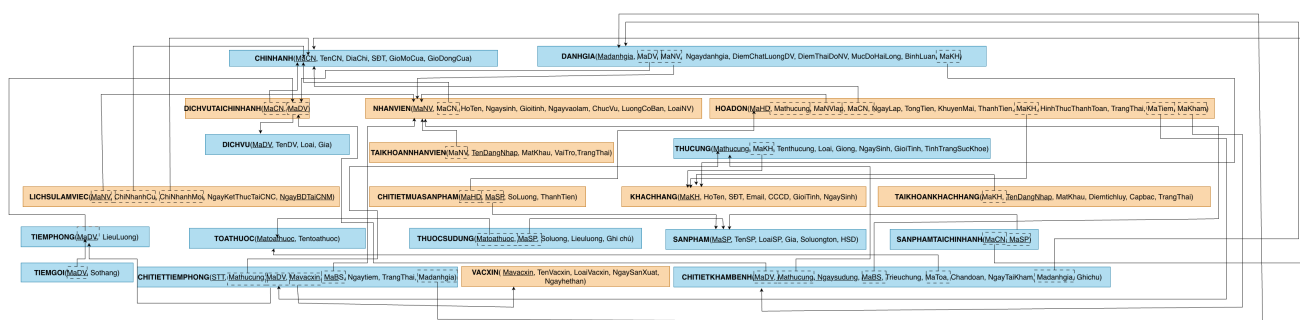 CHINHANH(MaCN, TenCN, DiaChi, SĐT, GioMoCua, GioDongCua)
DANHGIA(Madanhgia, MaDV, MaNV, Ngaydanhgia, DiemChatLuongDV, DiemThaiDoNV, MucDoHaiLong, BinhLuan, MaKH)
DICHVUTAICHINHANH(MaCN, MaDV)
NHANVIEN(MaNV, MaCN, HoTen, Ngaysinh, Gioitinh, Ngayvaolam, ChucVu, LuongCoBan, LoaiNV)
HOADON(MaHD, Mathucung, MaNVlap, MaCN, NgayLap, TongTien, KhuyenMai, ThanhTien, MaKH, HinhThucThanhToan, TrangThai, MaTiem, MaKham)
DICHVU(MaDV, TenDV, Loai, Gia)
TAIKHOANNHANVIEN(MaNV, TenDangNhap, MatKhau, VaiTro,TrangThai)
THUCUNG(Mathucung, MaKH, Tenthucung, Loai, Giong, NgaySinh, GioiTinh, TinhTrangSucKhoe)
LICHSULAMVIEC(MaNV, ChiNhanhCu, ChiNhanhMoi, NgayKetThucTaiCNC, NgayBDTaiCNM)
CHITIETMUASANPHAM(MaHD, MaSP, SoLuong, ThanhTien)
KHACHHANG(MaKH, HoTen, SĐT, Email, CCCD, GioiTinh, NgaySinh)
TAIKHOANKHACHHANG(MaKH, TenDangNhap, MatKhau, Diemtichluy, Capbac, TrangThai)
TIEMPHONG(MaDV, LieuLuong)
TOATHUOC(Matoathuoc, Tentoathuoc)
THUOCSUDUNG(Matoathuoc, MaSP, Soluong, Lieuluong, Ghi chú)
SANPHAM(MaSP, TenSP, LoaiSP, Gia, Soluongton, HSD)
SANPHAMTAICHINHANH(MaCN, MaSP)
TIEMGOI(MaDV, Sothang)
CHITIETTIEMPHONG(STT, Mathucung, MaDV, Mavacxin, MaBS, Ngaytiem, TrangThai, Madanhgia)
VACXIN( Mavacxin, TenVacxin, LoaiVacxin, NgaySanXuat,
Ngayhethan)
CHITIETKHAMBENH(MaDV, Mathucung, Ngaysudung, MaBS, Trieuchung, MaToa, Chandoan, NgayTaiKham, Madanhgia, Ghichu)